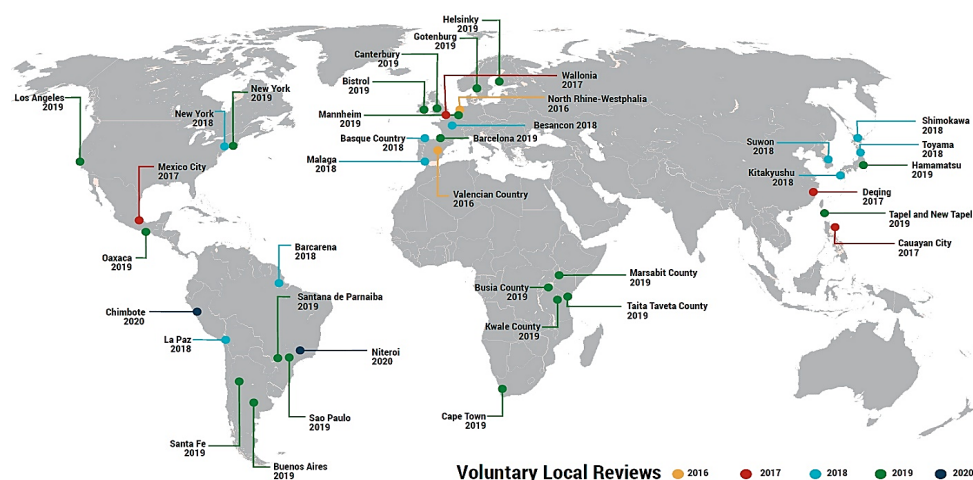 Helsinky
2019
Gotenburg
2019
Canterbury
2019
Bistrol
2019
Mannheim
2019
Wallonia
2017
North Rhine-Westphalia
2016
Besancon 2018
Basque Country
2018
Barcelona 2019
Malaga
2018
Valencian Country
2016
Los Angeles
2019
New York
2019
New York
2018
Mexico City
2017
Oaxaca
2019
Barcarena
2018
Santana de Parnaiba
2019
Chimbote
2020
La Paz
2018
Niteroi
2020
Sao Paulo
2019
Santa Fe
2019
Buenos Aires
2019
Marsabit County
2019
Busia County
2019
Taita Taveta County
2019
Kwale County
2019
Cape Town
2019
Shimokawa
2018
Toyama
2018
Suwon
2018
Hamamatsu
2019
Kitakyushu
2018
Deqing
2017
Tapel and New Tapel
2019
Cauayan City
2017
Voluntary Local Reviews 2016 2017 2018 2019 2020